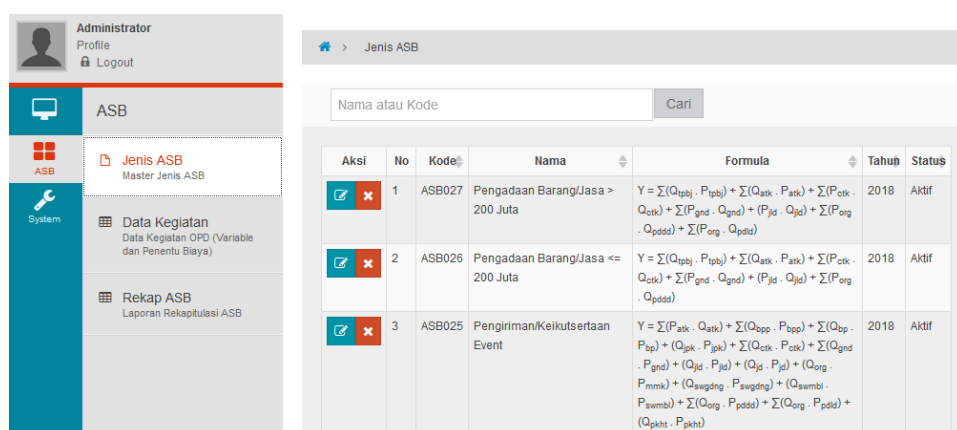 Administrator
Profile
Logout
Jenis ASB
ASB
Nama atau Kode
Cari
ASB
Jenis ASB
Master Jenis ASB
System
Data Kegiatan
Data Kegiatan OPD (Variable
dan Penentu Biaya)
Rekap ASB
Laporan Rekapitulasi ASB
Aksi No Kode Nama Formula Tahun Status
1 ASB027 Pengadaan Barang/Jasa > Y = ∑(Qtpbj . Ptpbj) + ∑(Qatk . Patk) + ∑(Pctk . 2018 Aktif
200 Juta Qctk) + ∑(Pgnd . Qgnd) + (Pjld . Qjld) + ∑(Porg
. Qpddd) + ∑(Porg . Qpdld)
2 ASB026 Pengadaan Barang/Jasa <= Y = ∑(Qtpbj . Ptpbj) + ∑(Qatk . Patk) + ∑(Pctk . 2018 Aktif
200 Juta Qctk) + ∑(Pgnd . Qgnd) + (Pjld . Qjld) + ∑(Porg
. Qpddd)
3 ASB025 Pengiriman/Keikutsertaan Y = ∑(Patk . Qatk) + ∑(Qbpp . Pbpp) + ∑(Qbp . 2018 Aktif
Event Pbp) + (Qjpk . Pjpk) + ∑(Qctk . Pctk) + ∑(Qgnd
. Pgnd) + (Qjld . Pjld) + (Qjd . Pjd) + (Qorg .
Pmmk) + (Qswgdng . Pswgdng) + (Qswmbl .
Pswmbl) + ∑(Qorg . Ppddd) + ∑(Qorg . Ppdld) +
(Qpkht . Ppkht)